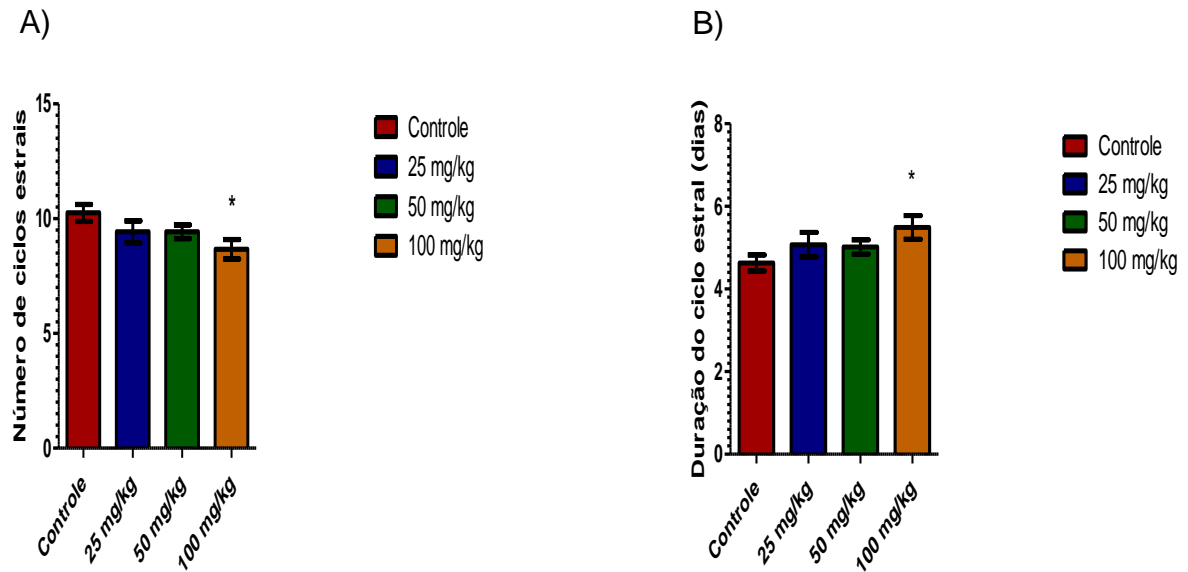 A)
Número de ciclos estrais
15
10
5
0
*
Controle
25 mg/kg
50 mg/kg
100 mg/kg
Controle
25 mg/kg
50 mg/kg
100 mg/kg
B)
Duração do ciclo estral (dias)
8
6
4
2
0
*
Controle
25 mg/kg
50 mg/kg
100 mg/kg
Controle
25 mg/kg
50 mg/kg
100 mg/kg